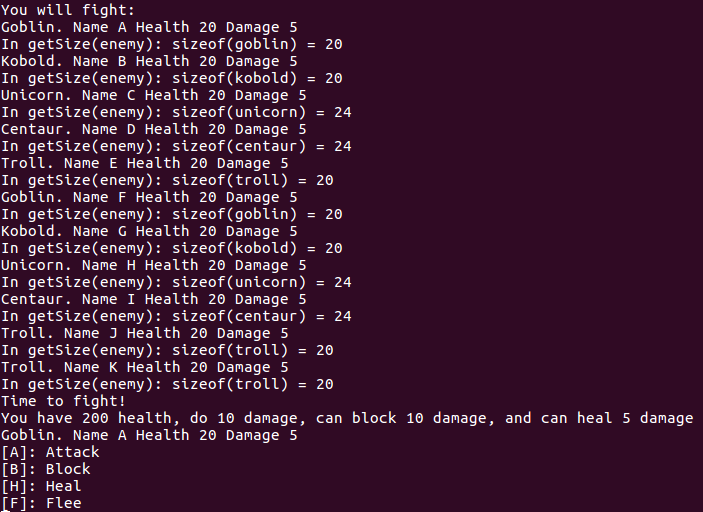 You will fight:
Goblin. Name A Health 20 Damage 5
In getSize(enemy): sizeof(goblin) = 20
Kobold. Name B Health 20 Damage 5
In getSize(enemy): sizeof(kobold) = 20
Unicorn. Name C Health 20 Damage 5
In getSize(enemy): sizeof(unicorn) = 24
Centaur. Name D Health 20 Damage 5
In getSize(enemy): sizeof(centaur) = 24
Troll. Name E Health 20 Damage 5
In getSize(enemy): sizeof(troll) = 20
Goblin. Name F Health 20 Damage 5
In getSize(enemy): sizeof(goblin) = 20
Kobold. Name G Health 20 Damage 5
In getSize(enemy): sizeof(kobold) = 20
Unicorn. Name H Health 20 Damage 5
In getSize(enemy): sizeof(unicorn) = 24
Centaur. Name I Health 20 Damage 5
In getSize(enemy): sizeof(centaur) = 24
Troll. Name J Health 20 Damage 5
In getSize(enemy): sizeof(troll) = 20
Troll. Name K Health 20 Damage 5
In getSize(enemy): sizeof(troll) = 20
Time to fight!
You have 200 health, do 10 damage, can block 10 damage, and can heal 5 damage
Goblin. Name A Health 20 Damage 5
[A]: Attack
[B]: Block
[H]: Heal
[F]: Flee